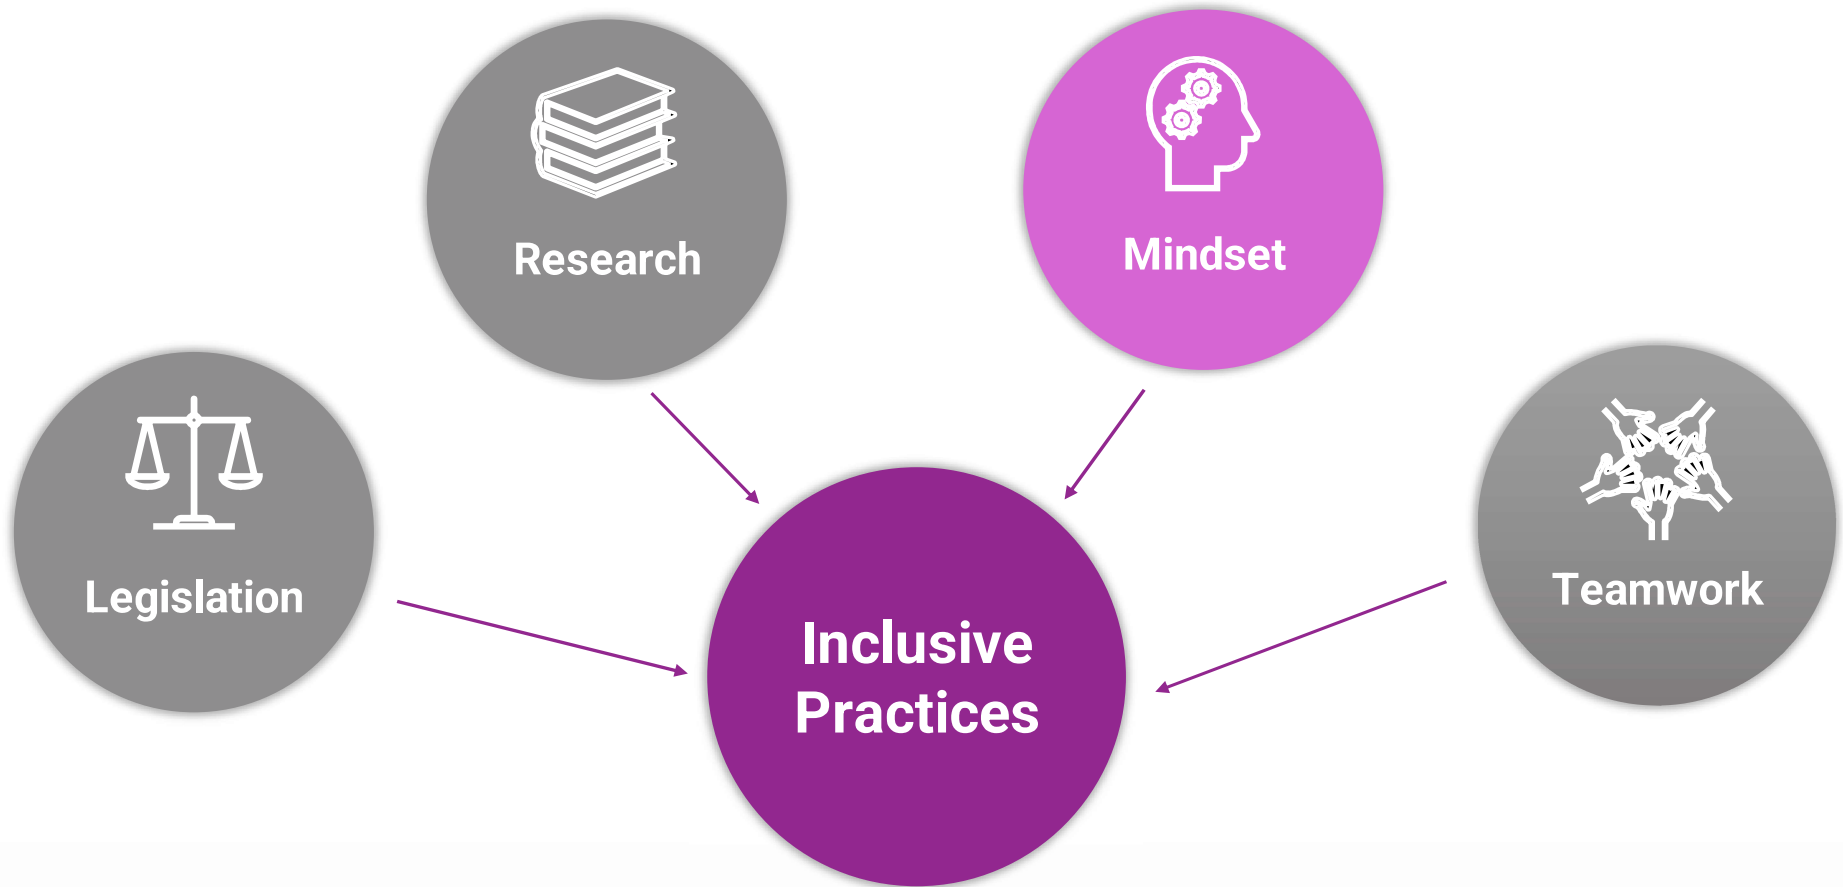 Research
Mindset
Legislation
Teamwork
Inclusive
Practices